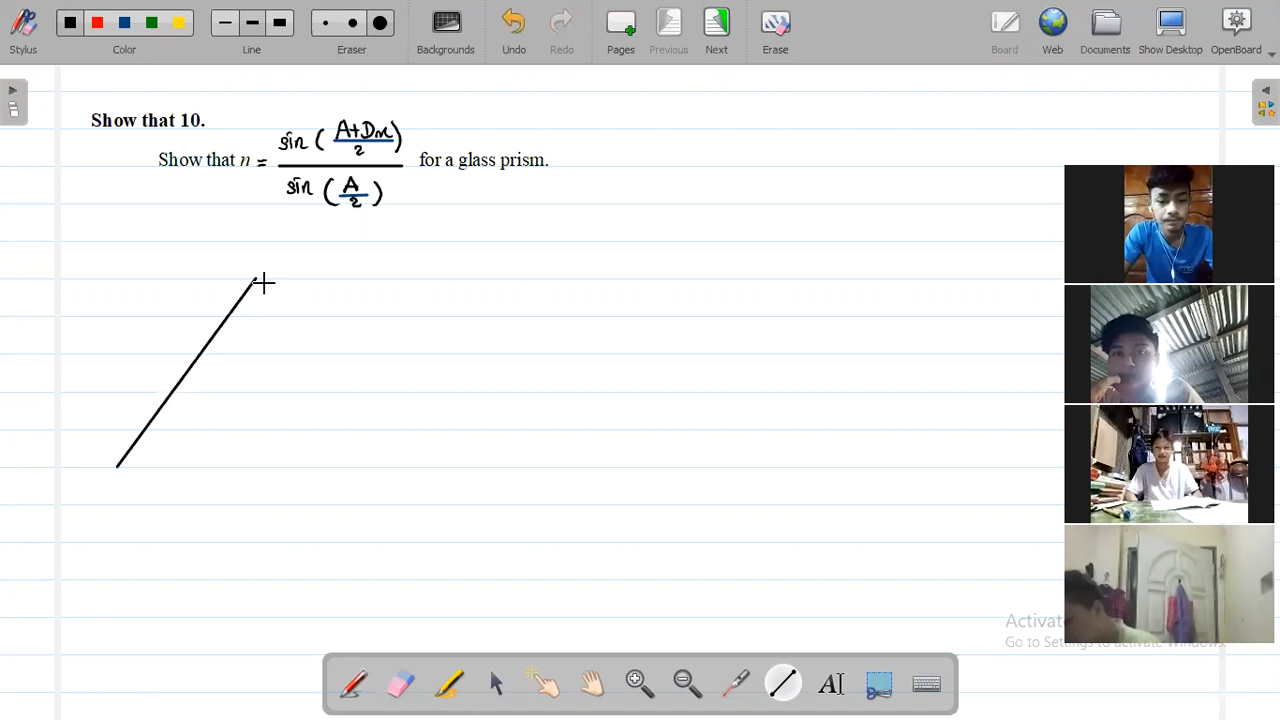 Stylus Color Line Eraser Backgrounds Undo Redo Pages Previous Next Erase Board Web Documents Show Desktop OpenBoard
Show that 10.
Show that n = sin (A+Dm/2) / sin (A/2) for a glass prism.
Activat
Go to Settings to activate Windows.